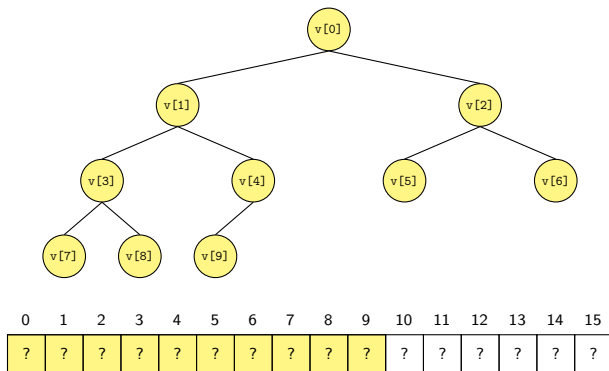 v[0]
v[1] v[2]
v[3] v[4] v[5] v[6]
v[7] v[8] v[9]
0 1 2 3 4 5 6 7 8 9 10 11 12 13 14 15
? ? ? ? ? ? ? ? ? ? ? ? ? ? ? ?